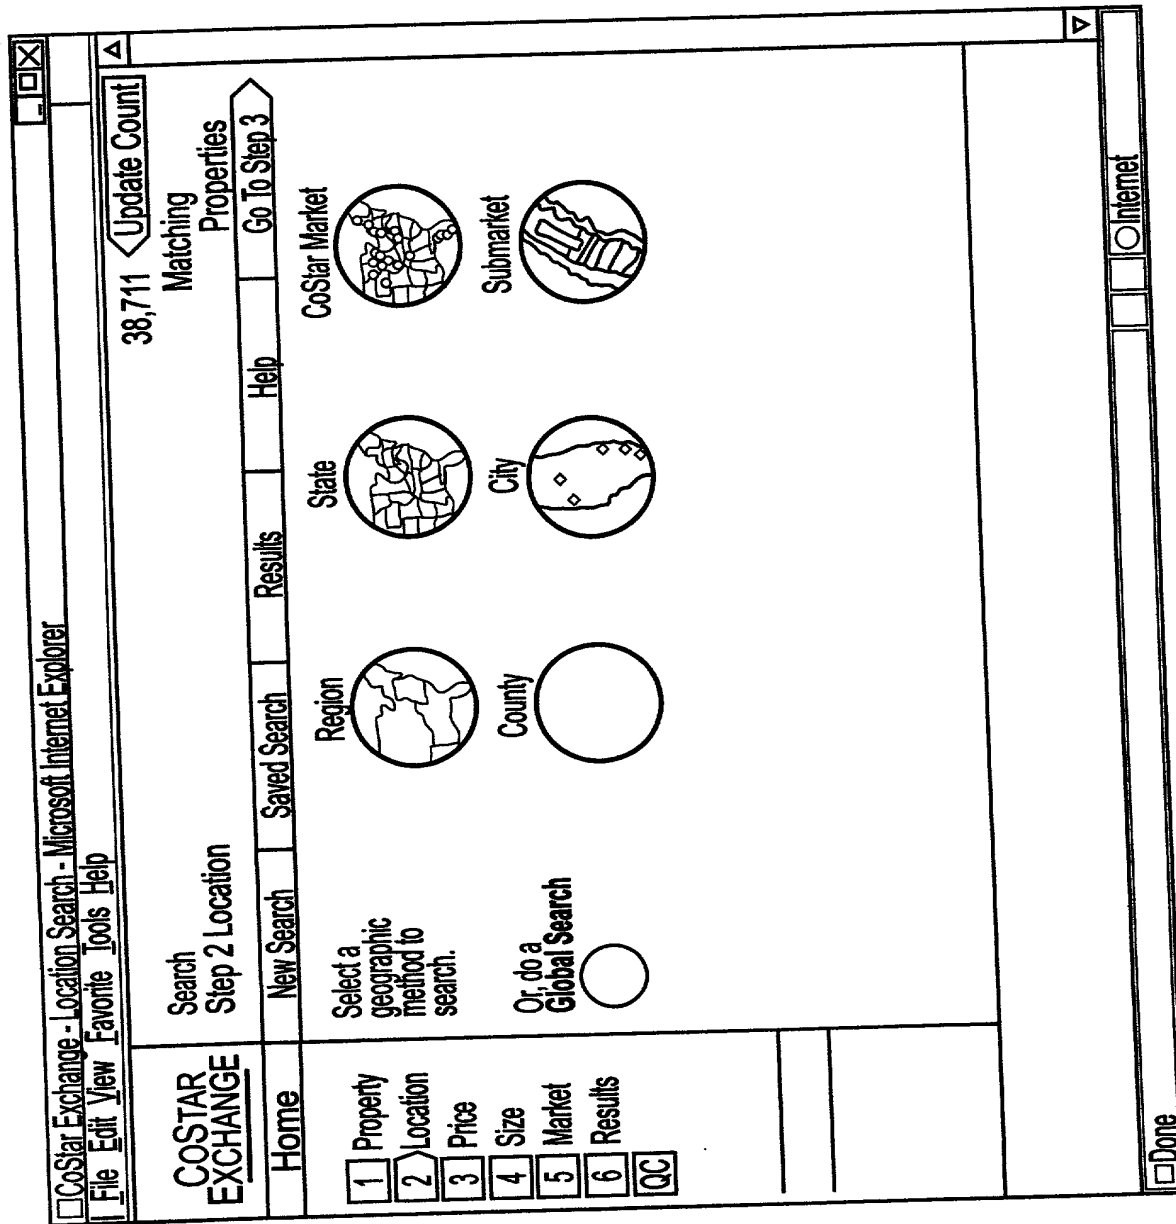 CoStar Exchange - Location Search - Microsoft Internet Explorer
File Edit View Favorite Tools Help
COSTAR
EXCHANGE
Search
Step 2 Location
38,711 Update Count
Matching
Properties
Home New Search Saved Search Results Help Go To Step 3
1 Property
2 Location
3 Price
4 Size
5 Market
6 Results
QC
Select a
geographic
method to
search.
Or, do a
Global Search
Region State CoStar Market
County City Submarket
Done Internet